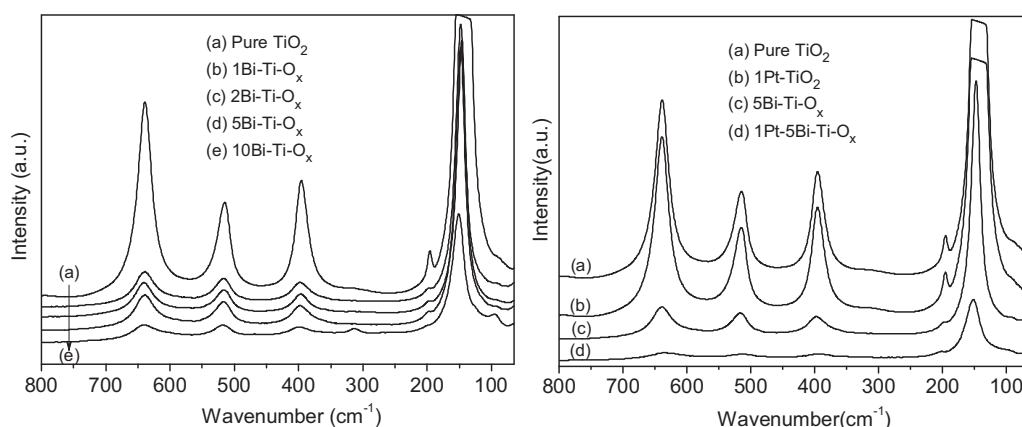 (a) Pure TiO2
(b) 1Bi-Ti-Ox
(c) 2Bi-Ti-Ox
(d) 5Bi-Ti-Ox
(e) 10Bi-Ti-Ox
Intensity (a.u.)
(a)
(e)
800 700 600 500 400 300 200 100
Wavenumber (cm-1)
(a) Pure TiO2
(b) 1Pt-TiO2
(c) 5Bi-Ti-Ox
(d) 1Pt-5Bi-Ti-Ox
Intensity(a.u.)
(a)
(b)
(c)
(d)
800 700 600 500 400 300 200 100
Wavenumber(cm-1)